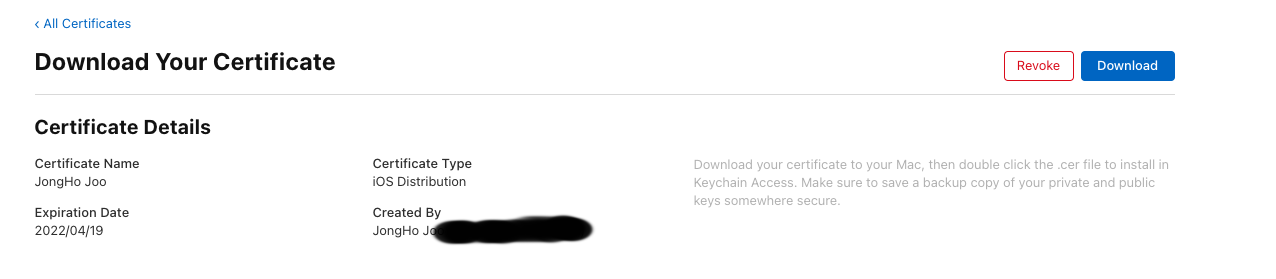 ‹ All Certificates
Download Your Certificate
Revoke
Download
Certificate Details
Certificate Name
JongHo Joo
Expiration Date
2022/04/19
Certificate Type
iOS Distribution
Created By
JongHo
Download your certificate to your Mac, then double click the .cer file to install in
Keychain Access. Make sure to save a backup copy of your private and public
keys somewhere secure.